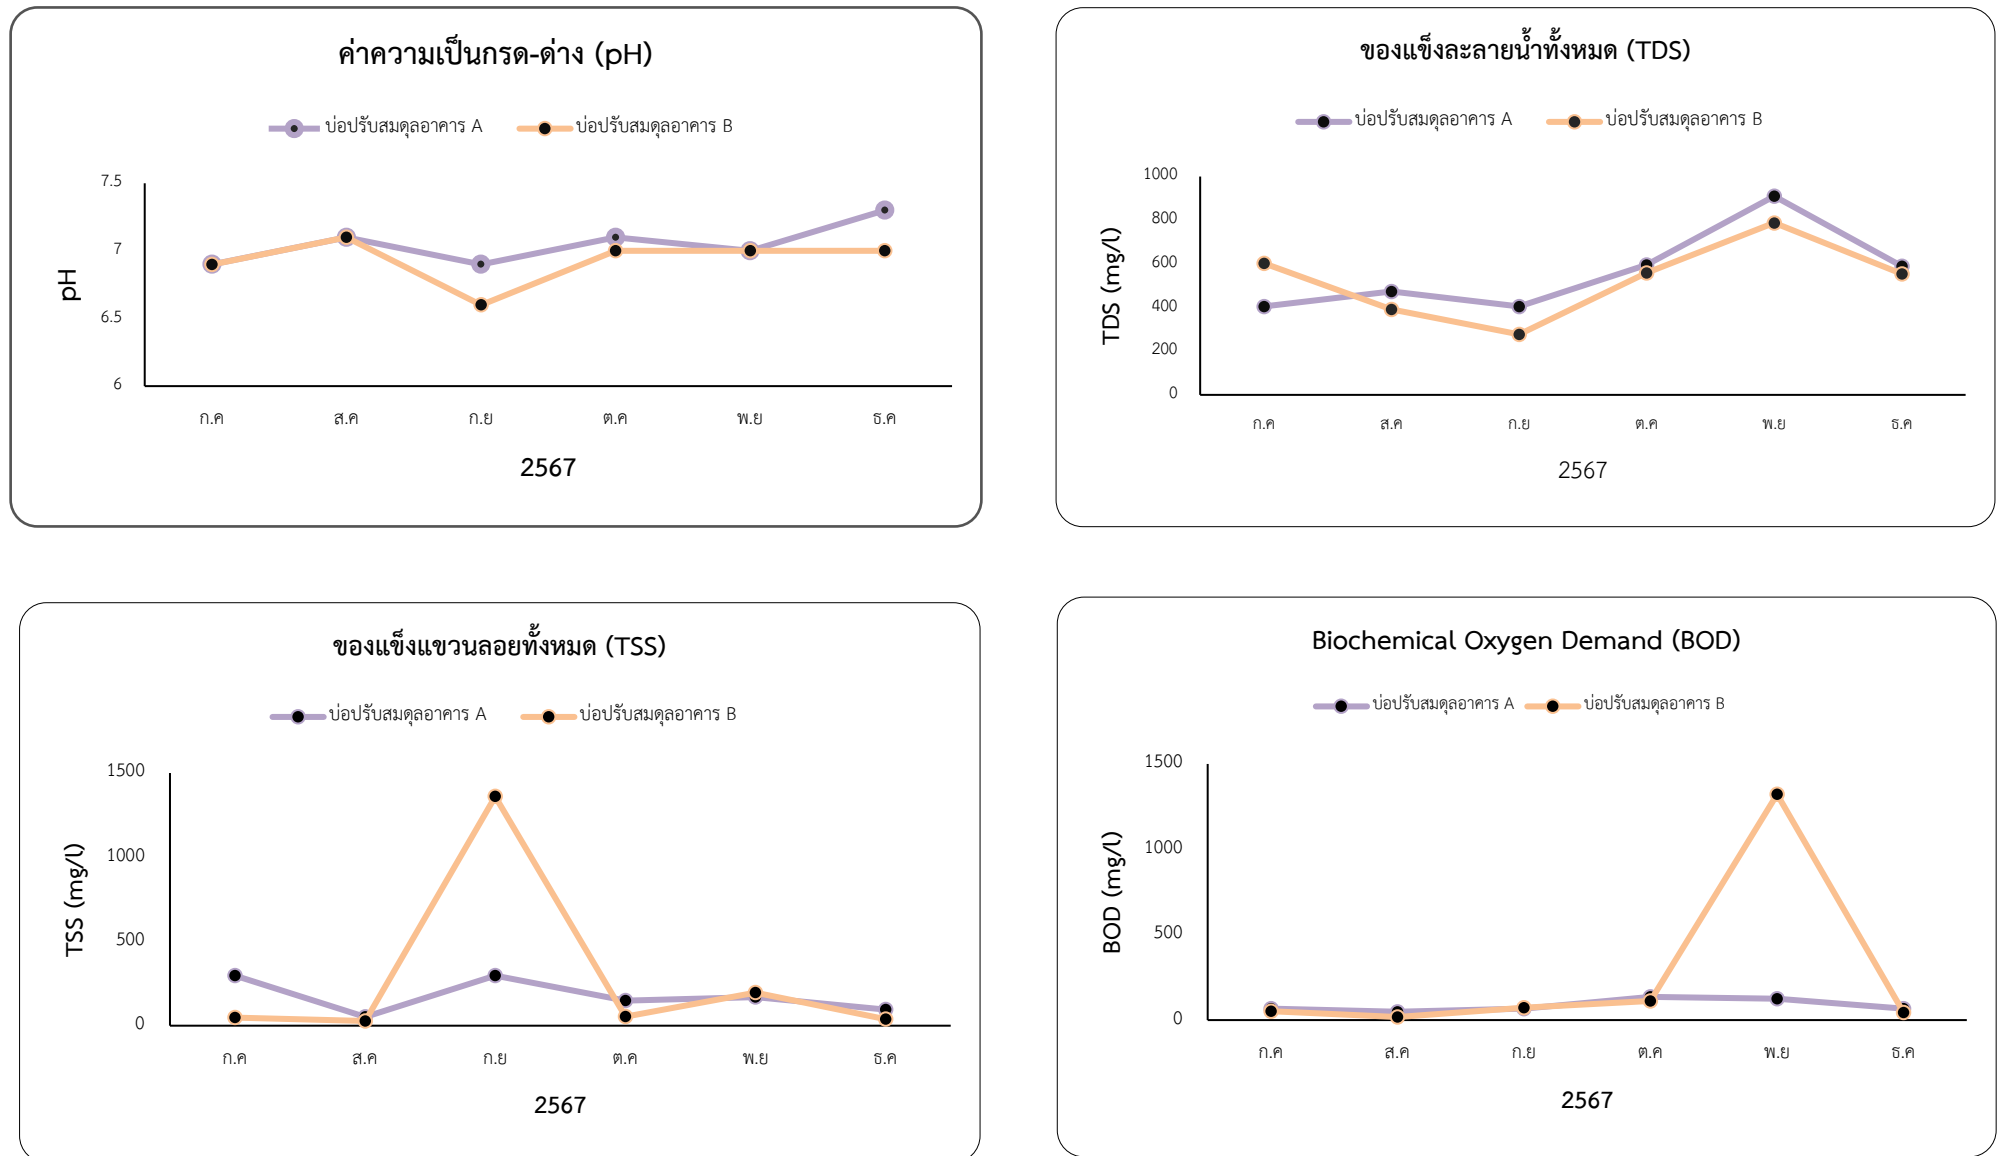 ค่าความเป็นกรด-ด่าง (pH)
บ่อปรับสมดุลอาคาร A บ่อปรับสมดุลอาคาร B
7.5
7
6.5
6
pH
ก.ค ส.ค ก.ย ต.ค พ.ย ธ.ค
2567
ของแข็งละลายน้ำทั้งหมด (TDS)
บ่อปรับสมดุลอาคาร A บ่อปรับสมดุลอาคาร B
1000
800
600
400
200
0
TDS (mg/l)
ก.ค ส.ค ก.ย ต.ค พ.ย ธ.ค
2567
ของแข็งแขวนลอยทั้งหมด (TSS)
บ่อปรับสมดุลอาคาร A บ่อปรับสมดุลอาคาร B
1500
1000
500
0
TSS (mg/l)
ก.ค ส.ค ก.ย ต.ค พ.ย ธ.ค
2567
Biochemical Oxygen Demand (BOD)
บ่อปรับสมดุลอาคาร A บ่อปรับสมดุลอาคาร B
1500
1000
500
0
BOD (mg/l)
ก.ค ส.ค ก.ย ต.ค พ.ย ธ.ค
2567